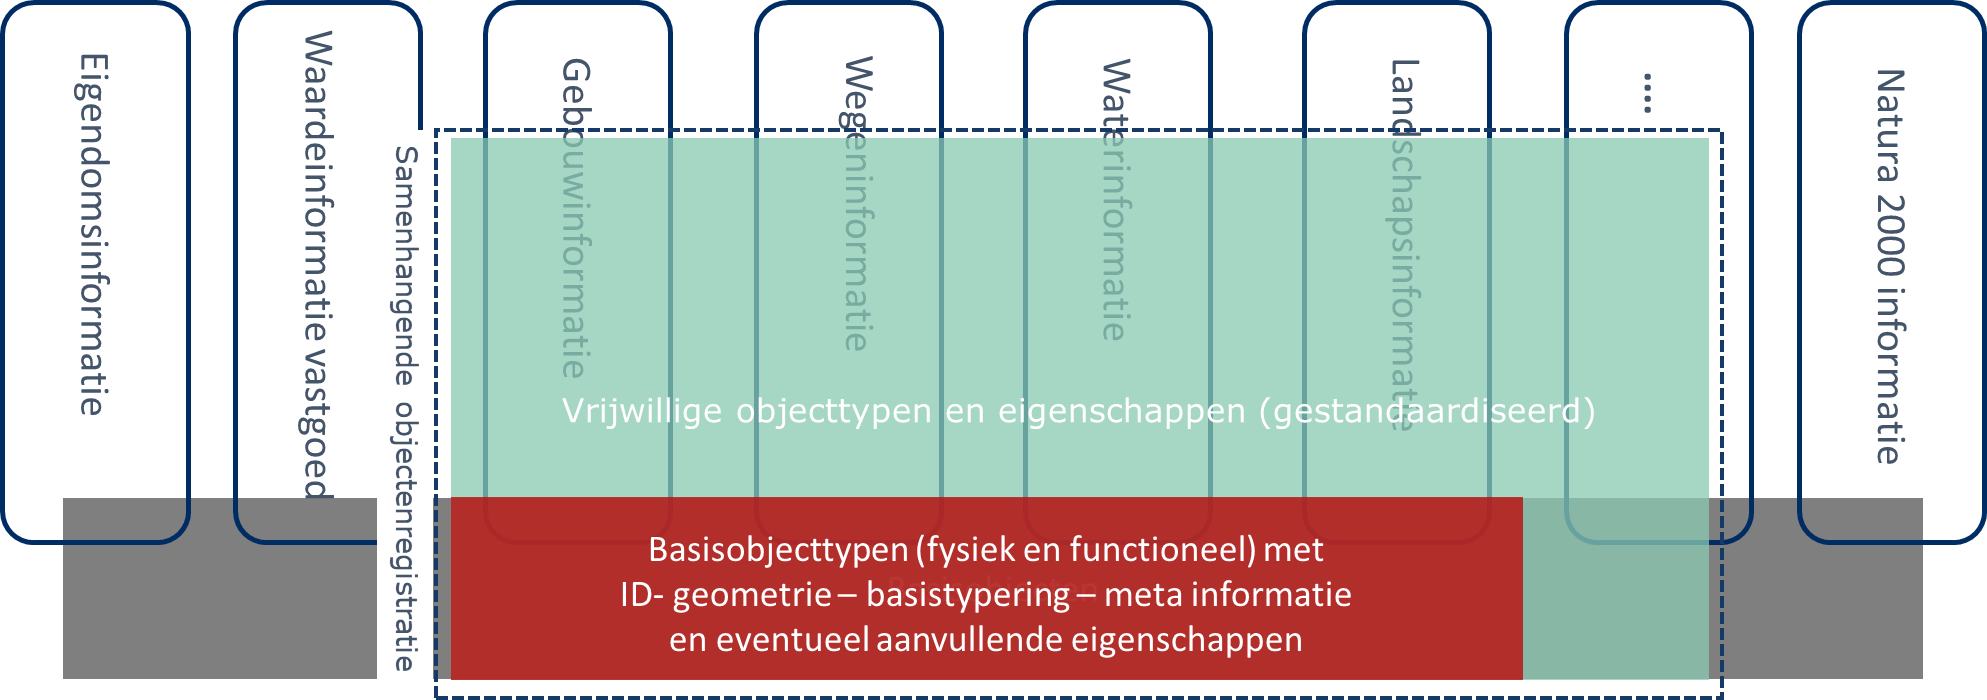 Eigendomsinformatie
Waardeinformatie vastgoed
Samenhangende objectenregistratie
Gebouwinformatie
Wegeninformatie
Waterinformatie
Landschapsinformatie
....
Natura 2000 informatie
Vrijwillige objecttypen en eigenschappen (gestandaardiseerd)
Basisobjecttypen (fysiek en functioneel) met
ID- geometrie – basistypering – meta informatie
en eventueel aanvullende eigenschappen